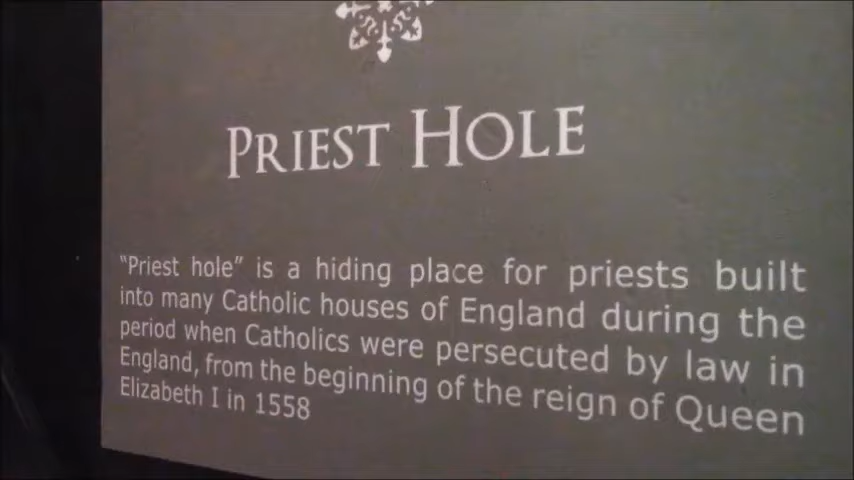 PRIEST HOLE
“Priest hole” is a hiding place for priests built
into many Catholic houses of England during the
period when Catholics were persecuted by law in
England, from the beginning of the reign of Queen
Elizabeth I in 1558